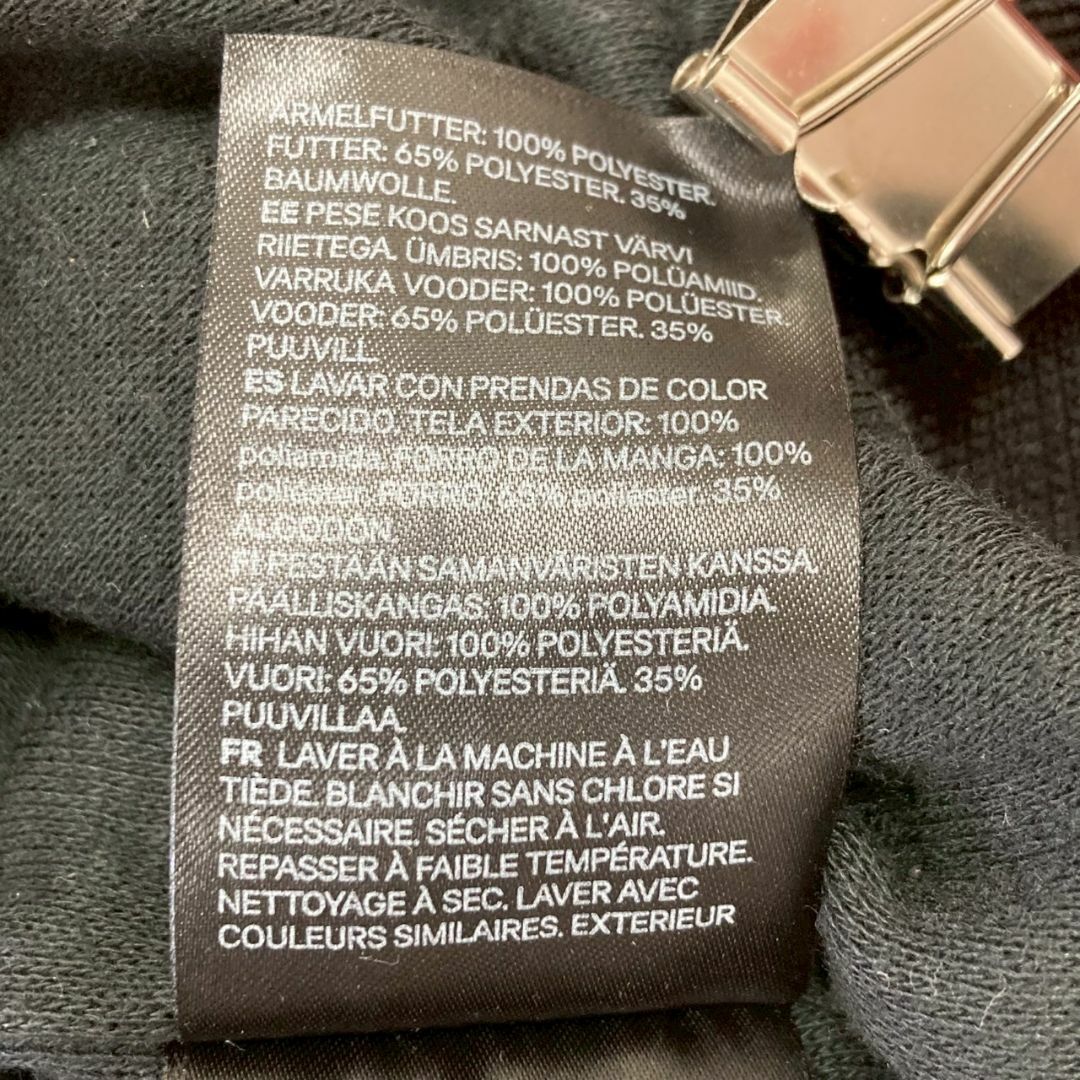 ÄRMELFUTTER: 100% POLYESTER.
FUTTER: 65% POLYESTER. 35%
BAUMWOLLE.
EE PESE KOOS SARNAST VÄRVI
RIIETEGA. ÜMBRIS: 100% POLÜAMIID.
VARRUKA VOODER: 100% POLÜESTER.
VOODER: 65% POLÜESTER. 35%
PUUVILL.
ES LAVAR CON PRENDAS DE COLOR
PARECIDO. TELA EXTERIOR: 100%
poliamida. FORRO DE LA MANGA: 100%
poliéster. FORRO: 65% poliéster. 35%
ALGODÓN
FI PESTÄÄN SAMANVÄRISTEN KANSSA
PÄÄLLISKANGAS: 100% POLYAMIDIA.
HIHAN VUORI: 100% POLYESTERIÄ.
VUORI: 65% POLYESTERIÄ. 35%
PUUVILLAA.
FR LAVER À LA MACHINE À L'EAU
TIÈDE. BLANCHIR SANS CHLORE SI
NÉCESSAIRE. SÉCHER À L'AIR.
REPASSER À FAIBLE TEMPÉRATURE.
NETTOYAGE À SEC. LAVER AVEC
COULEURS SIMILAIRES. EXTERIEUR